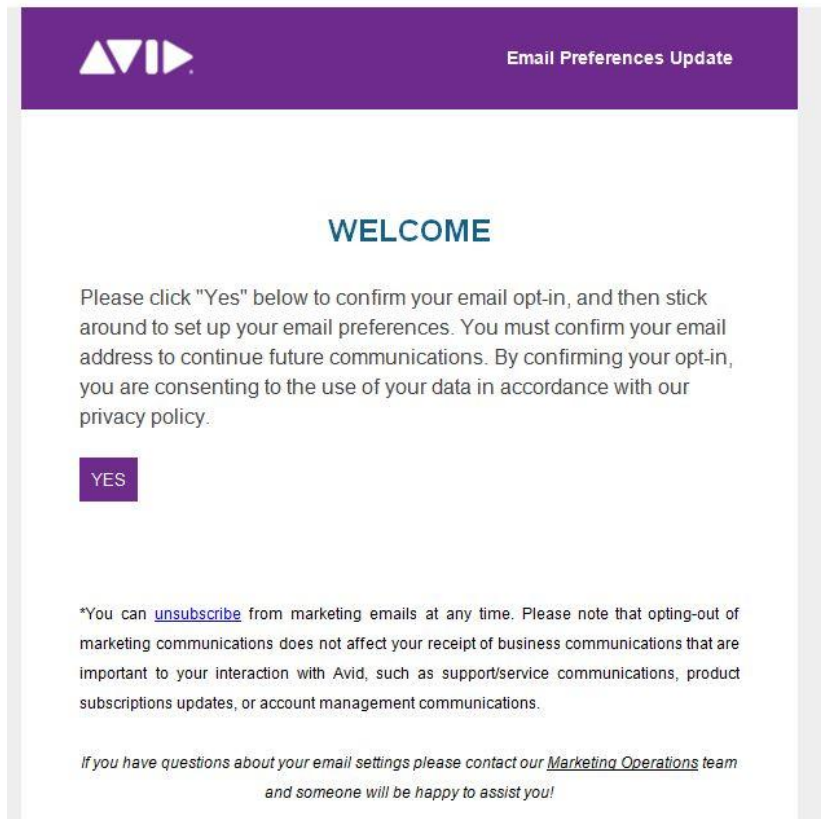 AVID
Email Preferences Update
WELCOME
Please click "Yes" below to confirm your email opt-in, and then stick
around to set up your email preferences. You must confirm your email
address to continue future communications. By confirming your opt-in,
you are consenting to the use of your data in accordance with our
privacy policy.
YES
*You can unsubscribe from marketing emails at any time. Please note that opting-out of
marketing communications does not affect your receipt of business communications that are
important to your interaction with Avid, such as support/service communications, product
subscriptions updates, or account management communications.
If you have questions about your email settings please contact our Marketing Operations team
and someone will be happy to assist you!